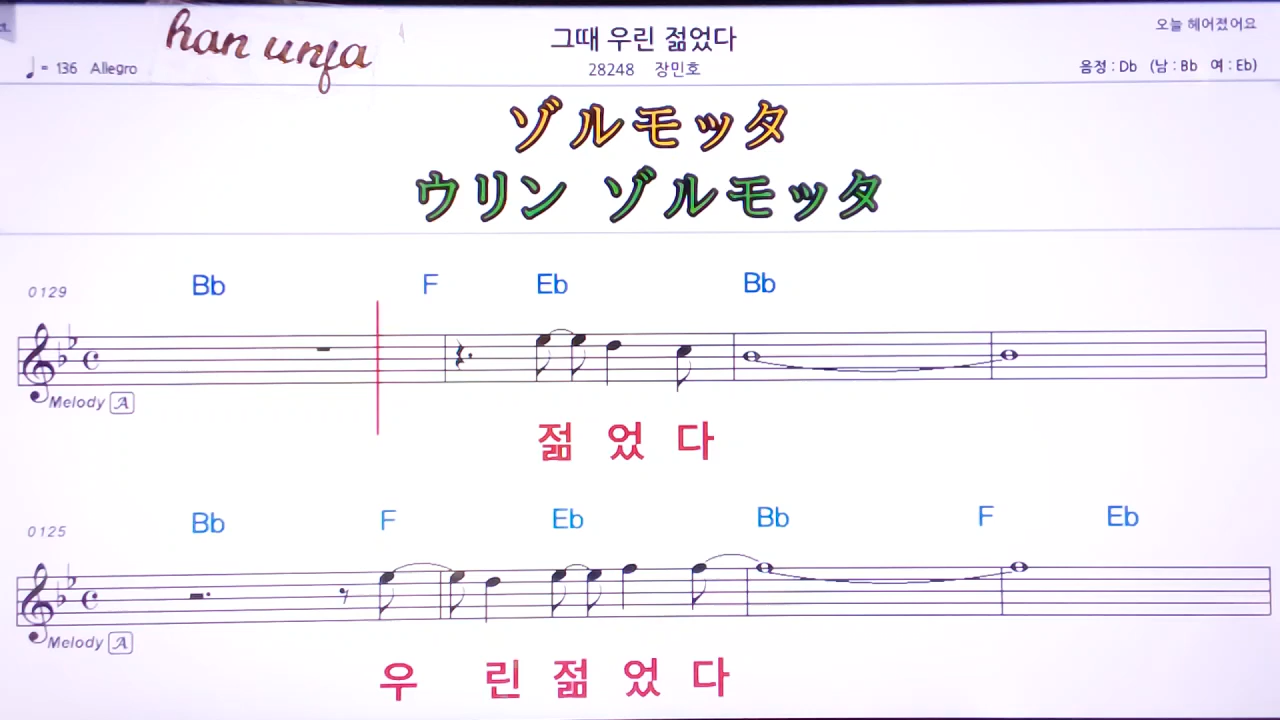 han unja
그때 우린 젊었다
오늘 헤어졌어요
♩= 136 Allegro
28248 장민호
음정 : Db (남 : Bb 여 : Eb)
ゾルモッタ
ウリン ゾルモッタ
0129
Bb F Eb Bb
Melody A
젊 었 다
0125
Bb F Eb Bb F Eb
Melody A
우 린 젊 었 다